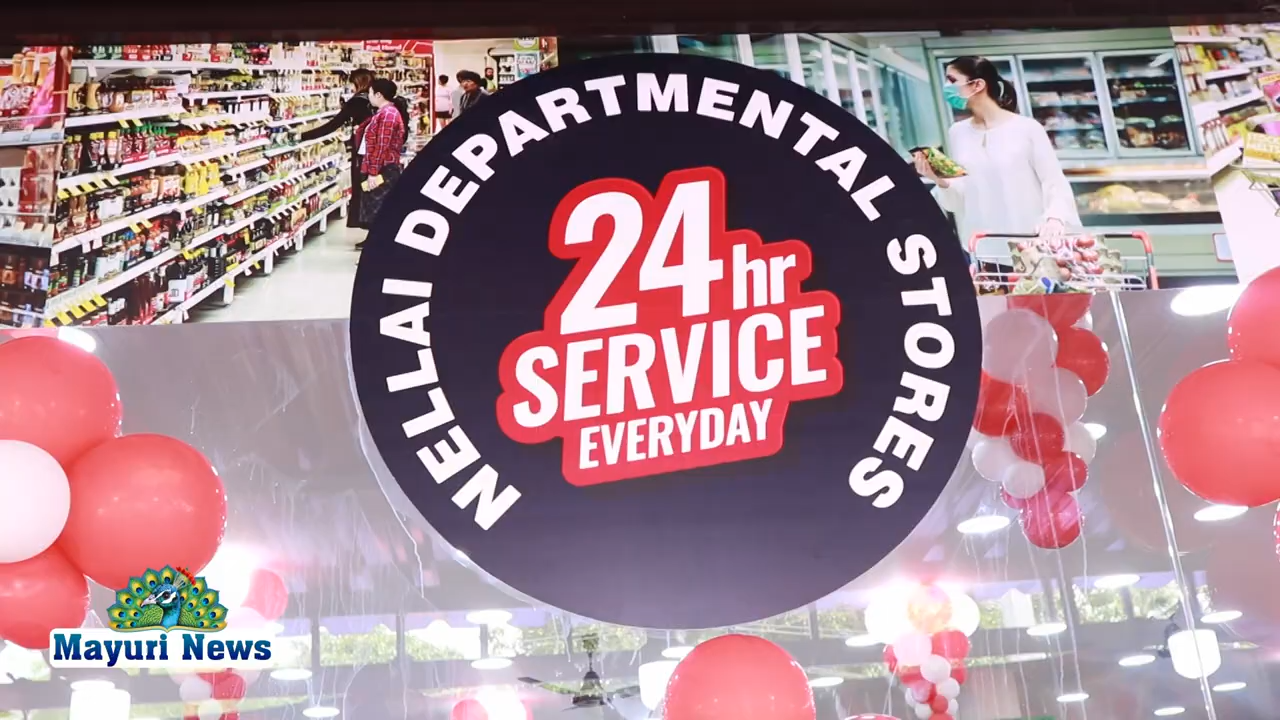 NELLAI DEPARTMENTAL STORES
24hr
SERVICE
EVERYDAY
Mayuri News